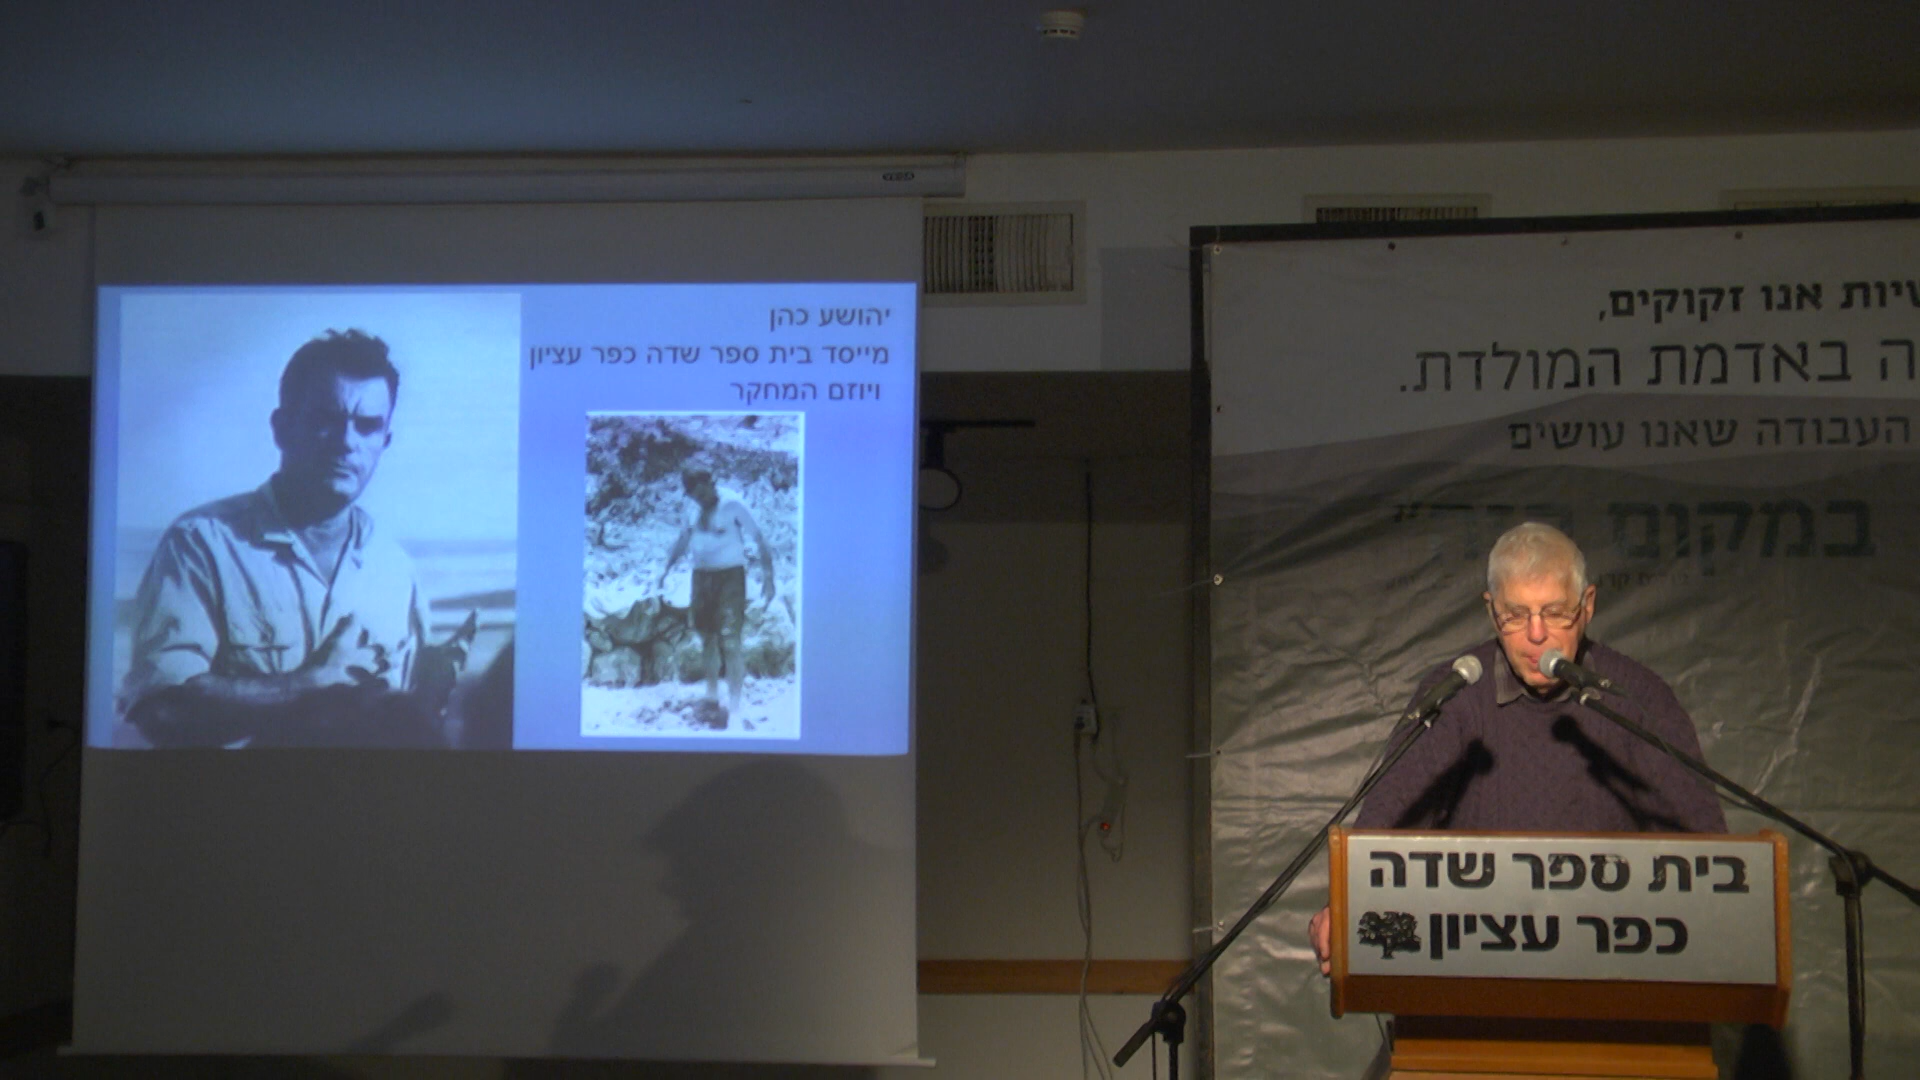 יהושע כהן
מייסד בית ספר שדה כפר עציון
ויוזם המחקר
אנו זקוקים,
באדמת המולדת.
העבודה שאנו עושים
במקום
בית ספר שדה
כפר עציון